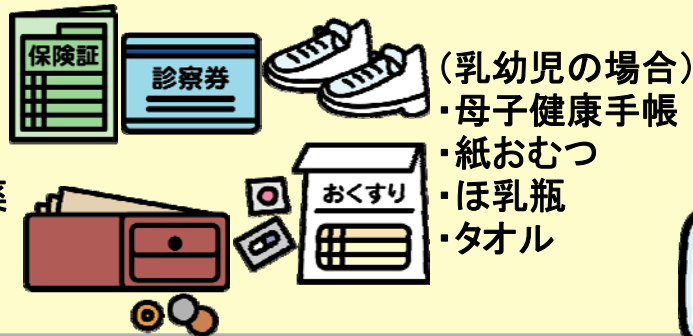 保険証
診察券
(乳幼児の場合)
・母子健康手帳
・紙おむつ
・ほ乳瓶
・タオル
薬
おくすり